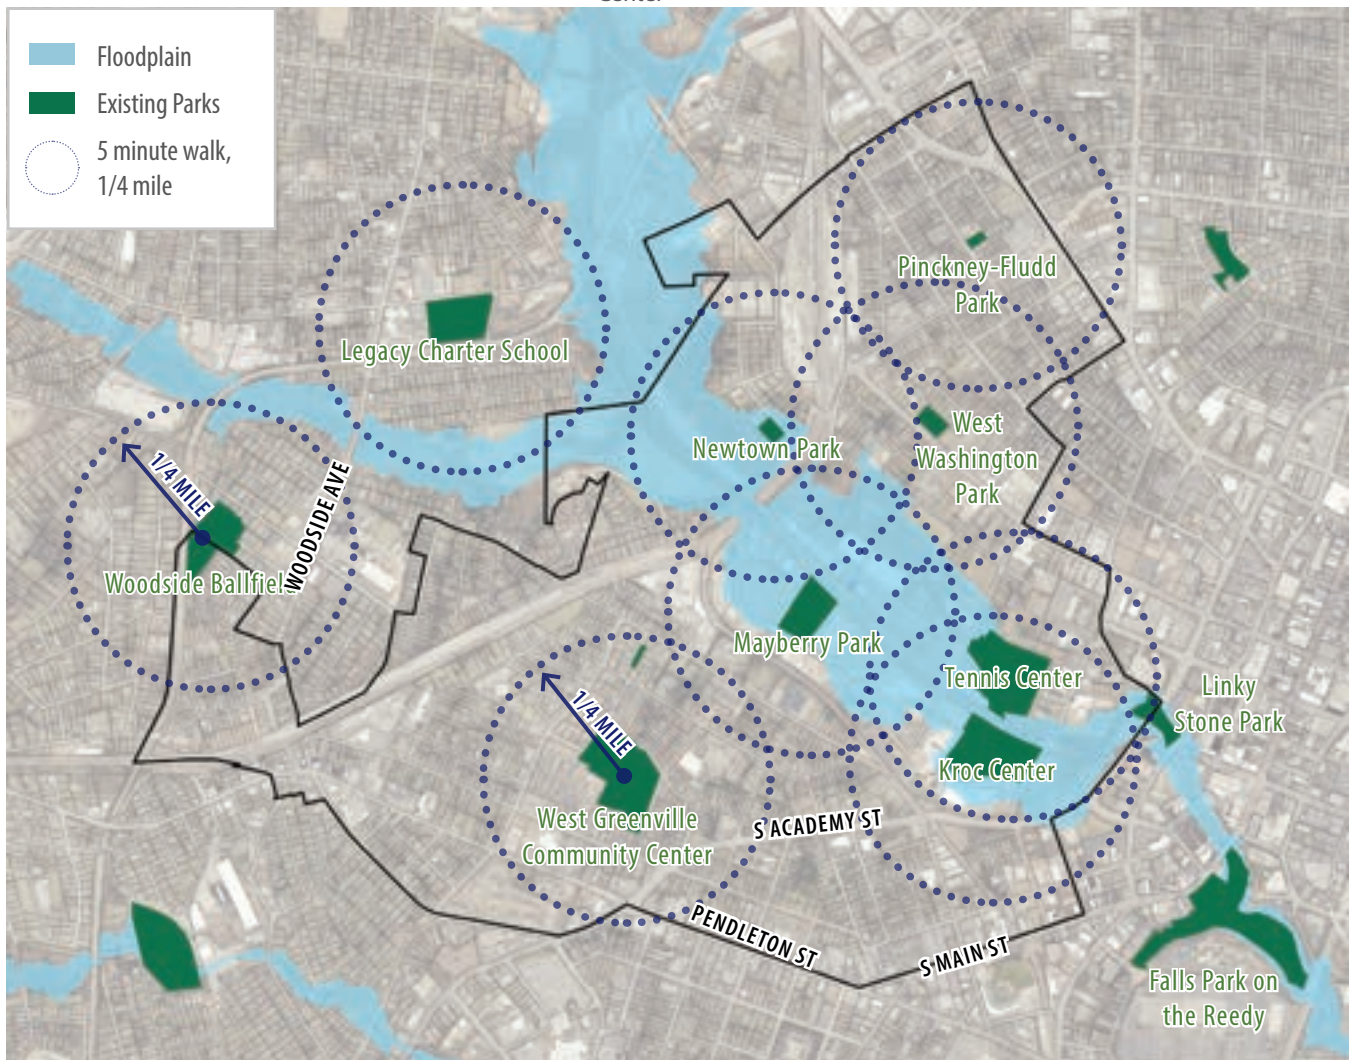 Center
Floodplain
Existing Parks
5 minute walk,
1/4 mile
Pinckney-Fludd
Park
Legacy Charter School
West
Washington
Park
Newtown Park
1/4 MILE
WOODSIDE AVE
Woodside Ballfiel
Mayberry Park
Tennis Center
Linky
Stone Park
1/4 MILE
Kroc Center
West Greenville
Community Center
S ACADEMY ST
PENDLETON ST
S MAIN ST
Falls Park on
the Reedy